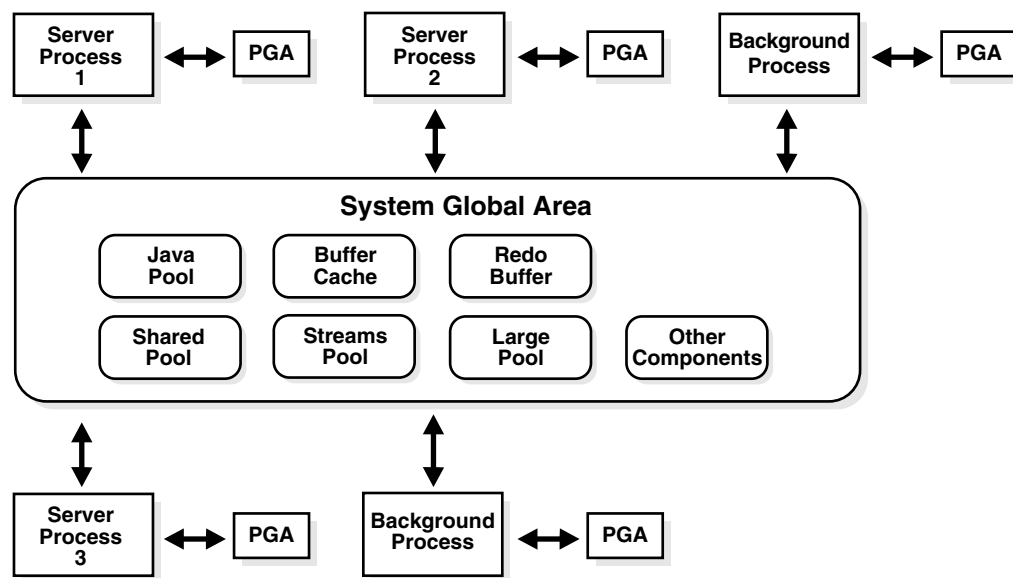 Server
Process
1
PGA
Server
Process
2
PGA
Background
Process
PGA
System Global Area
Java
Pool
Buffer
Cache
Redo
Buffer
Shared
Pool
Streams
Pool
Large
Pool
Other
Components
Server
Process
3
PGA
Background
Process
PGA